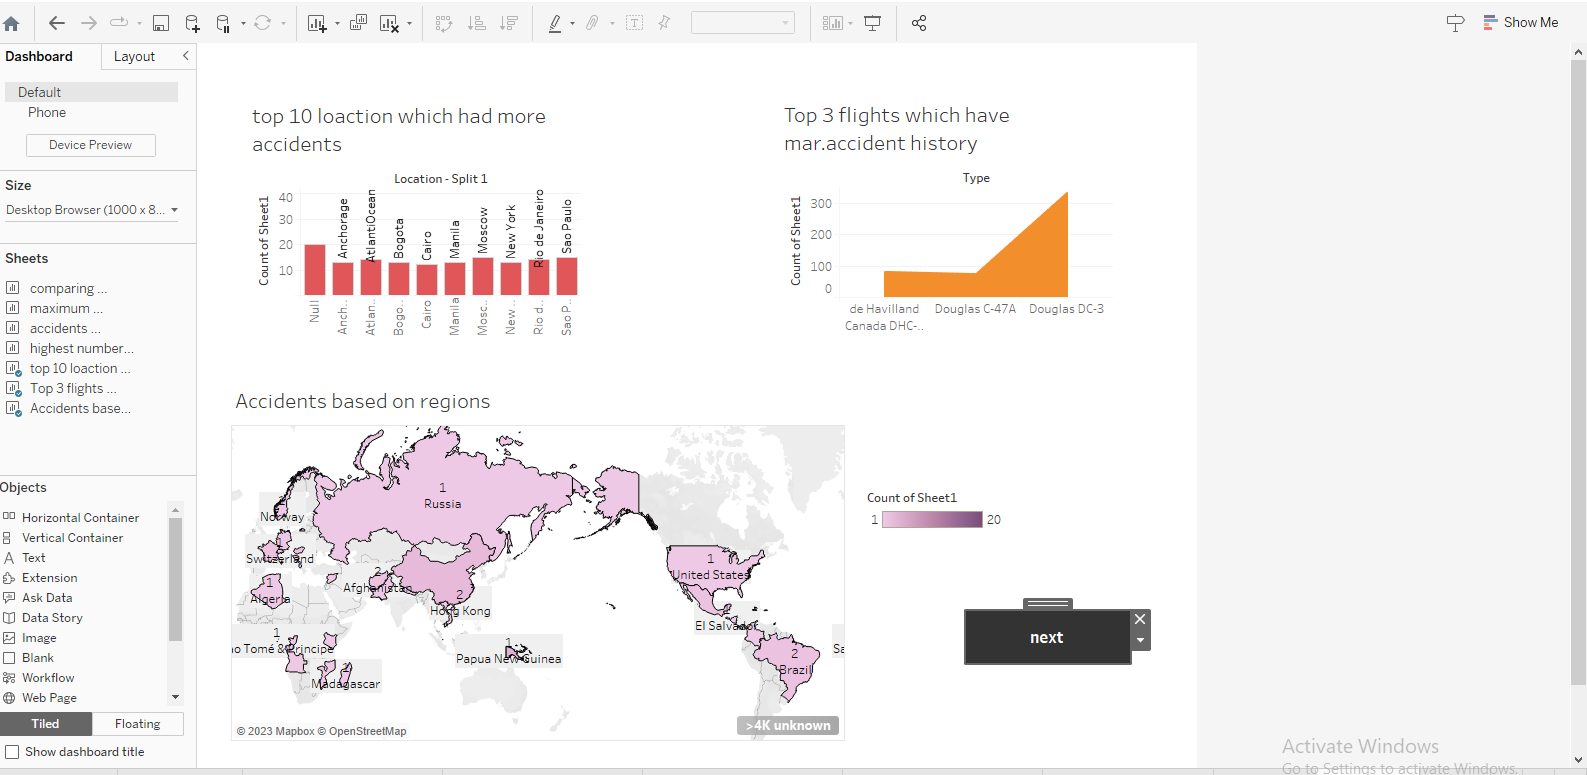 Show Me
Dashboard
Layout
Default
Phone
Device Preview
Size
Desktop Browser (1000 x 8...
Sheets
comparing ...
maximum ...
accidents ...
highest number...
top 10 loaction ...
Top 3 flights ...
Accidents base...
Objects
Horizontal Container
Vertical Container
Text
Extension
Ask Data
Data Story
Image
Blank
Workflow
Web Page
Tiled
Floating
Show dashboard title
top 10 loaction which had more
accidents
Location - Split 1
Count of Sheet1
40
30
20
10
Anchorage
AtlantiOcean
Bogota
Cairo
Manila
Moscow
New York
Rio de Janeiro
Sao Paulo
Null
Anch..
Atlan..
Bogo..
Cairo
Manila
Mosc..
New ..
Rio d..
Sao P..
Top 3 flights which have
mar.accident history
Type
Count of Sheet1
300
200
100
0
de Havilland
Canada DHC-..
Douglas C-47A
Douglas DC-3
Accidents based on regions
1
Russia
2
Norway
Switzerland
1
Algeria
2
Afghanistan
2
Hong Kong
1
United States
El Salvador
1
ao Tomé & Principe
1
Papua New Guinea
2
Brazil
Sa
Madagascar
© 2023 Mapbox © OpenStreetMap
>4K unknown
Count of Sheet1
1
20
next
Activate Windows
Go to Settings to activate Windows.